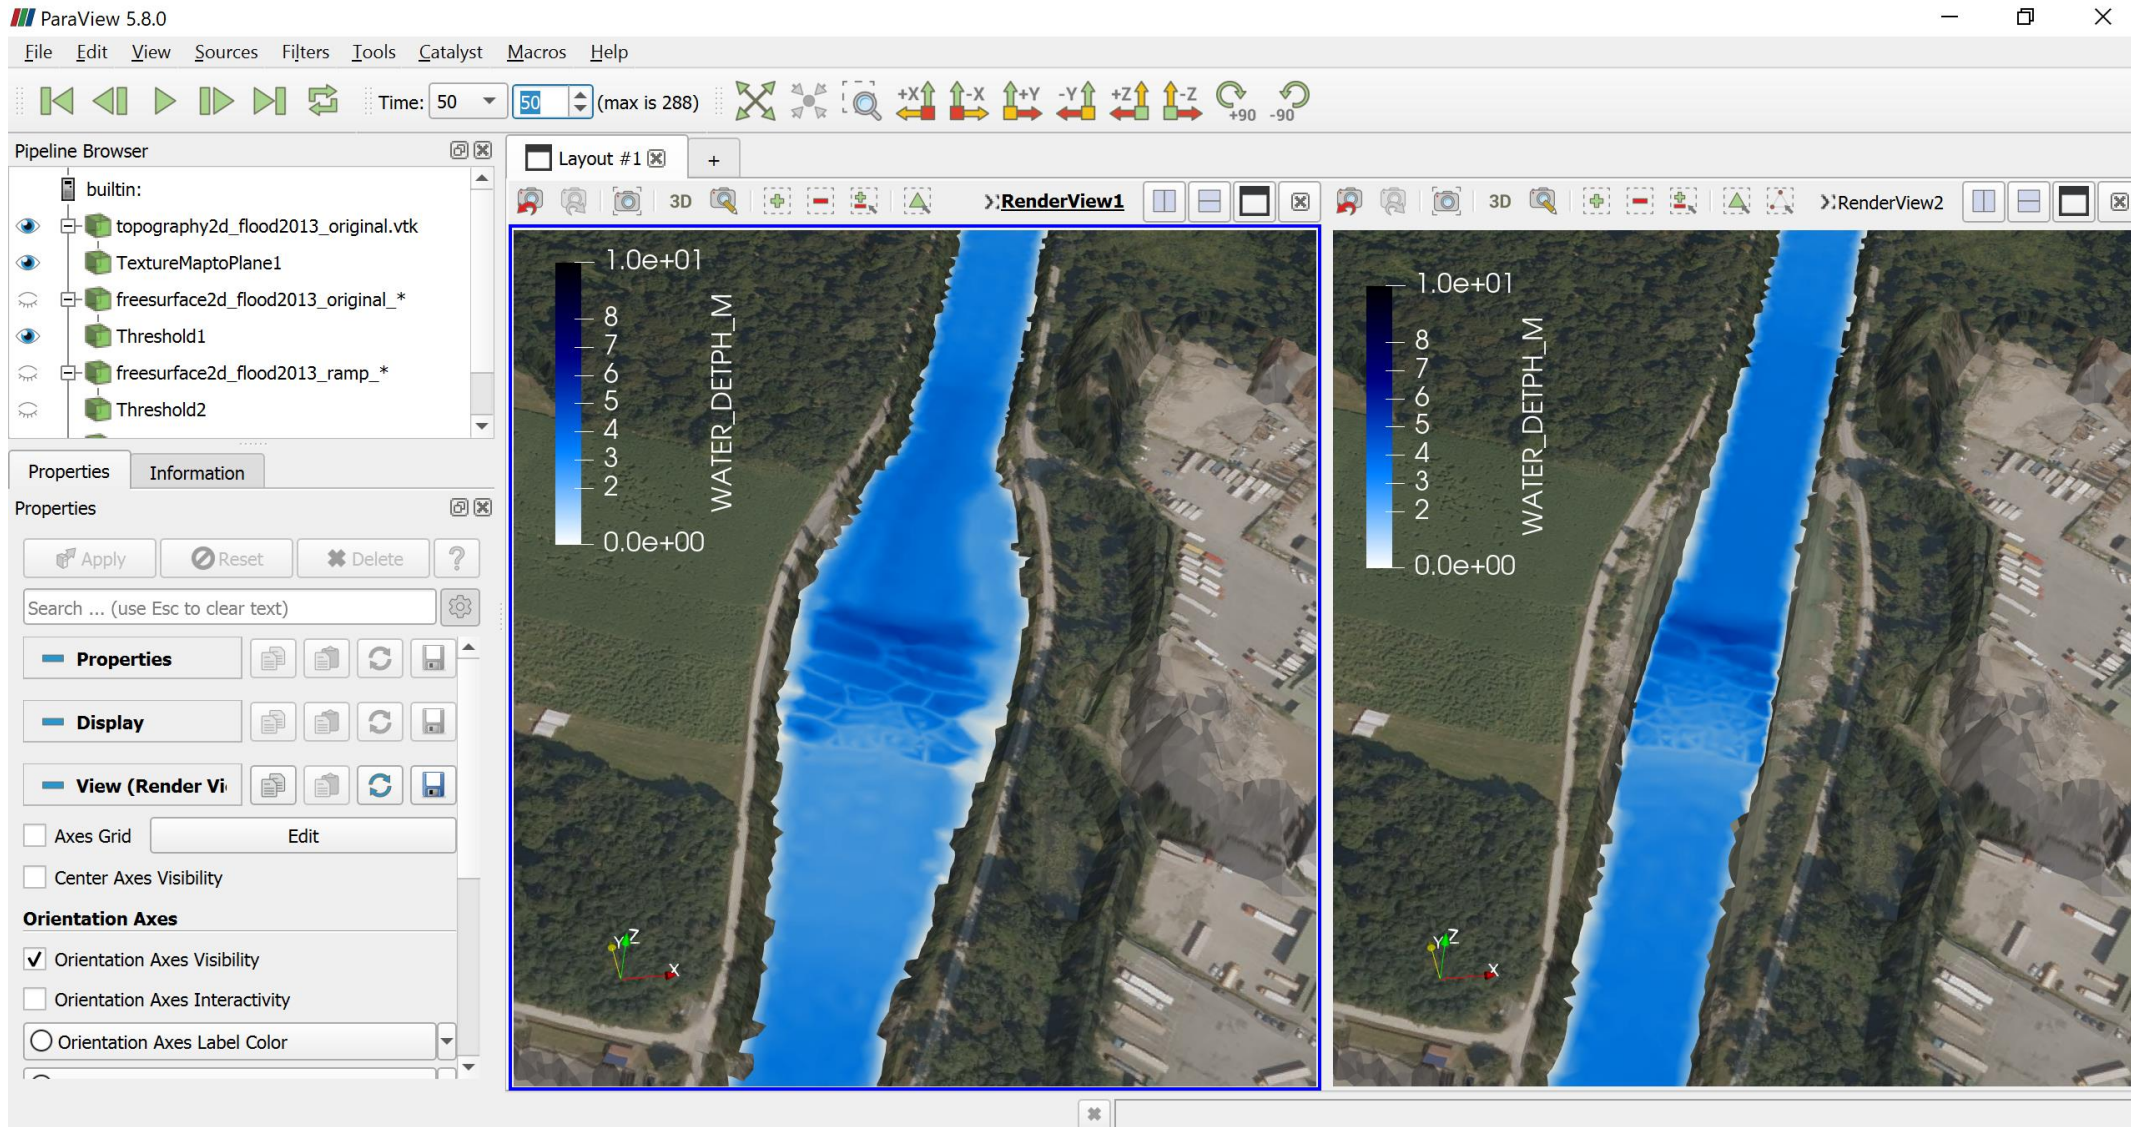 ParaView 5.8.0
File Edit View Sources Filters Tools Catalyst Macros Help
Time: 50 50 (max is 288) +X -X +Y -Y +Z -Z +90 -90
Pipeline Browser
Layout #1 +
builtin:
3D RenderView1 3D RenderView2
topography2d_flood2013_original.vtk
TextureMaptoPlane1
freesurface2d_flood2013_original_*
Threshold1
freesurface2d_flood2013_ramp_*
Threshold2
Properties Information
Properties
Apply Reset Delete ?
Search ... (use Esc to clear text)
Properties
Display
View (Render Vi
Axes Grid Edit
Center Axes Visibility
Orientation Axes
Orientation Axes Visibility
Orientation Axes Interactivity
Orientation Axes Label Color
1.0e+01
8
7
6
5
4
3
2
0.0e+00
WATER_DETPH_M
Y Z X
1.0e+01
8
7
6
5
4
3
2
0.0e+00
WATER_DETPH_M
Y Z X